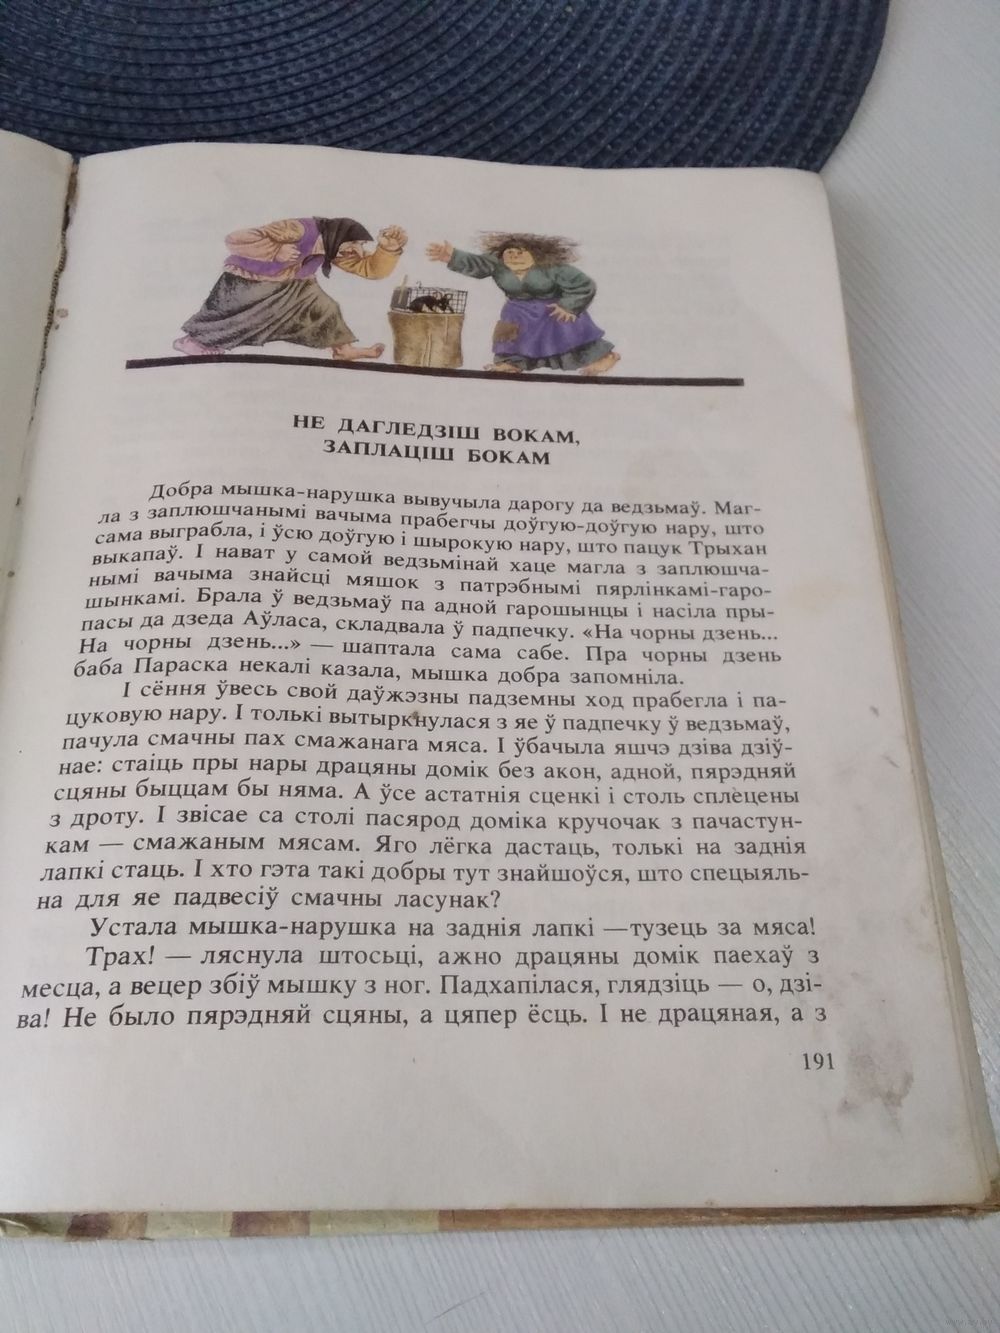 НЕ ДАГЛЕДЗІШ ВОКАМ,
ЗАПЛАЦІШ БОКАМ
Добра мышка-нарушка вывучыла дарогу да ведзьмаў. Маг-
ла з заплюшчанымі вачыма прабегчы доўгую-доўгую нару, што
сама выграбла, і ўсю доўгую і шырокую нару, што пацук Трыхан
выкапаў. І нават у самой ведзьмінай хаце магла з заплюшча-
нымі вачыма знайсці мяшок з патрэбнымі пярлінкамі-гаро-
шынкамі. Брала ў ведзьмаў па адной гарошынцы і насіла пры-
пасы да дзеда Аўласа, складвала ў падпечку. «На чорны дзень...
На чорны дзень...» — шаптала сама сабе. Пра чорны дзень
баба Параска некалі казала, мышка добра запомніла.
І сёння ўвесь свой даўжэзны падземны ход прабегла і па-
цуковую нару. І толькі вытыркнулася з яе ў падпечку ў ведзьмаў,
пачула смачны пах смажанага мяса. І ўбачыла яшчэ дзіва дзіў-
нае: стаіць пры нары драцяны домік без акон, адной, пярэдняй
сцяны быццам бы няма. А ўсе астатнія сценкі і столь сплецены
з дроту. І звісае са столі пасярод доміка кручочак з пачастун-
кам — смажаным мясам. Яго лёгка дастаць, толькі на заднія
лапкі стаць. І хто гэта такі добры тут знайшоўся, што спецыяль-
на для яе падвесіў смачны ласунак?
Устала мышка-нарушка на заднія лапкі —тузець за мяса!
Трах! — ляснула штосьці, ажно драцяны домік паехаў з
месца, а вецер збіў мышку з ног. Падхапілася, глядзіць — о, дзі-
ва! Не было пярэдняй сцяны, а цяпер ёсць. І не драцяная, а з
191